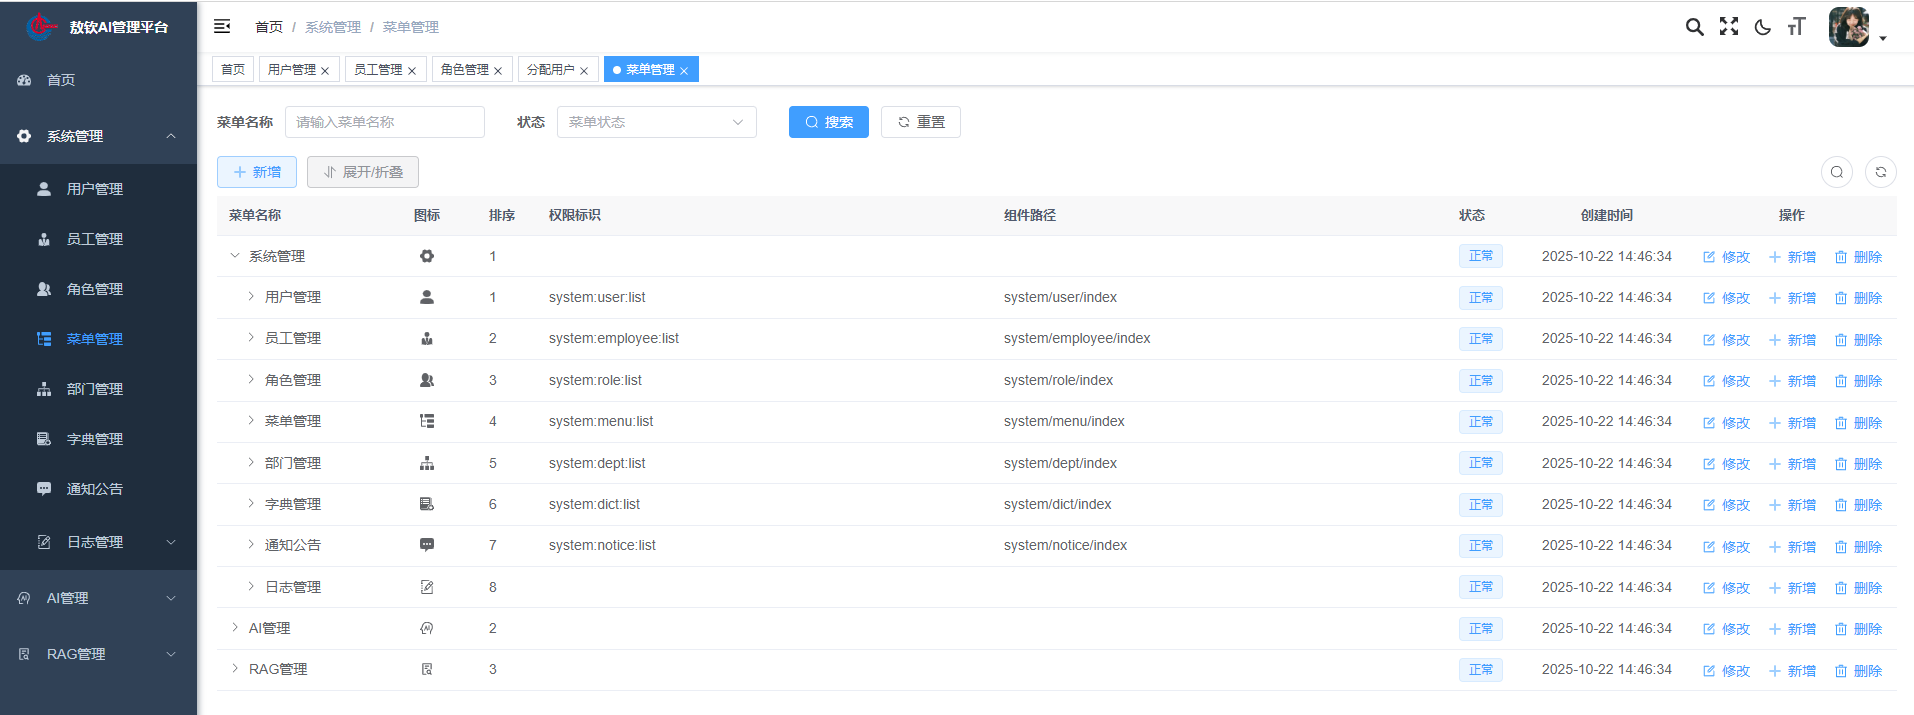 敖钦AI管理平台
首页
系统管理
用户管理
员工管理
角色管理
菜单管理
部门管理
字典管理
通知公告
日志管理
AI管理
RAG管理
首页 / 系统管理 / 菜单管理
首页 用户管理 员工管理 角色管理 分配用户 菜单管理
菜单名称 请输入菜单名称 状态 菜单状态 搜索 重置
新增 展开/折叠
菜单名称 图标 排序 权限标识 组件路径 状态 创建时间 操作
系统管理 1 正常 2025-10-22 14:46:34 修改 新增 删除
用户管理 1 system:user:list system/user/index 正常 2025-10-22 14:46:34 修改 新增 删除
员工管理 2 system:employee:list system/employee/index 正常 2025-10-22 14:46:34 修改 新增 删除
角色管理 3 system:role:list system/role/index 正常 2025-10-22 14:46:34 修改 新增 删除
菜单管理 4 system:menu:list system/menu/index 正常 2025-10-22 14:46:34 修改 新增 删除
部门管理 5 system:dept:list system/dept/index 正常 2025-10-22 14:46:34 修改 新增 删除
字典管理 6 system:dict:list system/dict/index 正常 2025-10-22 14:46:34 修改 新增 删除
通知公告 7 system:notice:list system/notice/index 正常 2025-10-22 14:46:34 修改 新增 删除
日志管理 8 正常 2025-10-22 14:46:34 修改 新增 删除
AI管理 2 正常 2025-10-22 14:46:34 修改 新增 删除
RAG管理 3 正常 2025-10-22 14:46:34 修改 新增 删除